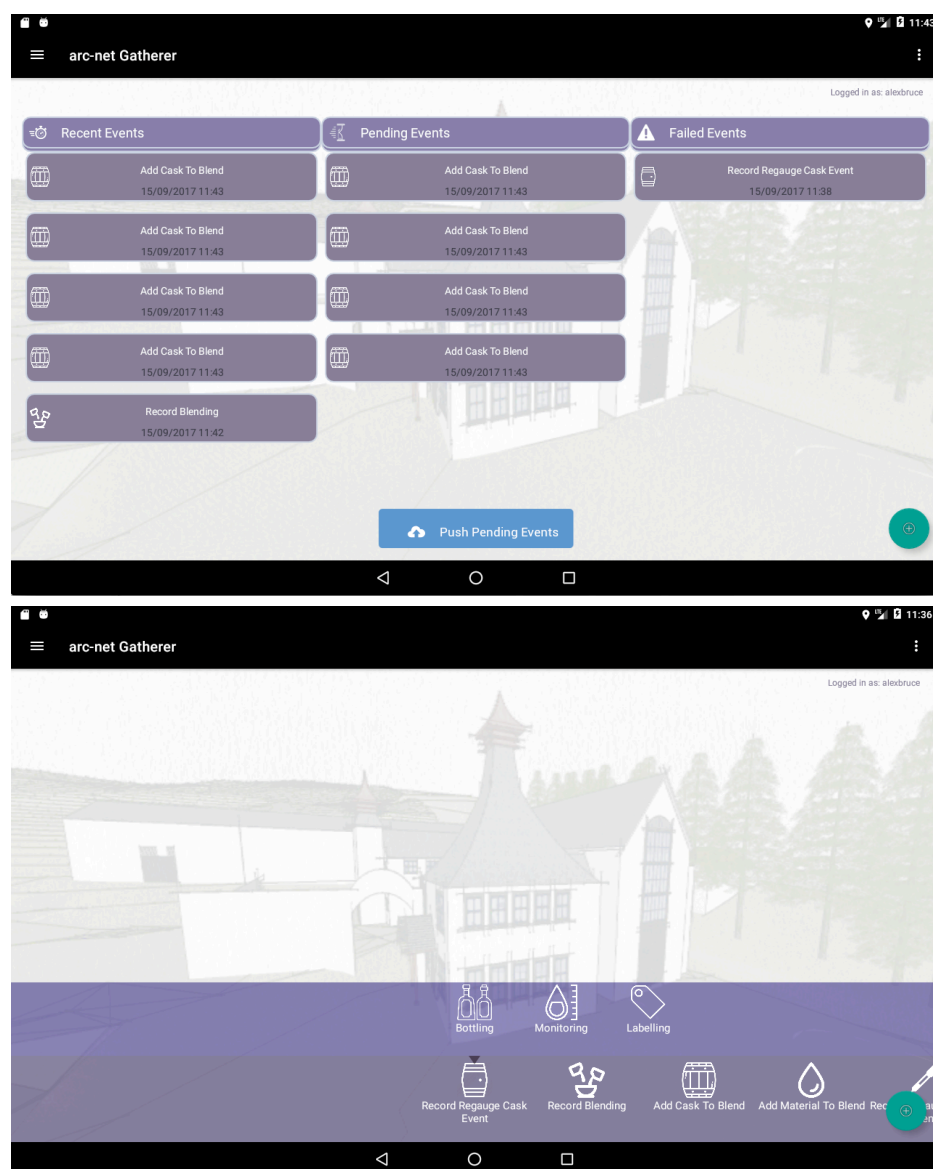 11:43
arc-net Gatherer
Logged in as: alexbruce
Recent Events
Pending Events
Failed Events
Add Cask To Blend
15/09/2017 11:43
Add Cask To Blend
15/09/2017 11:43
Record Regauge Cask Event
15/09/2017 11:38
Add Cask To Blend
15/09/2017 11:43
Add Cask To Blend
15/09/2017 11:43
Add Cask To Blend
15/09/2017 11:43
Add Cask To Blend
15/09/2017 11:43
Add Cask To Blend
15/09/2017 11:43
Add Cask To Blend
15/09/2017 11:43
Record Blending
15/09/2017 11:42
Push Pending Events
11:36
arc-net Gatherer
Logged in as: alexbruce
Bottling
Monitoring
Labelling
Record Regauge Cask
Event
Record Blending
Add Cask To Blend
Add Material To Blend